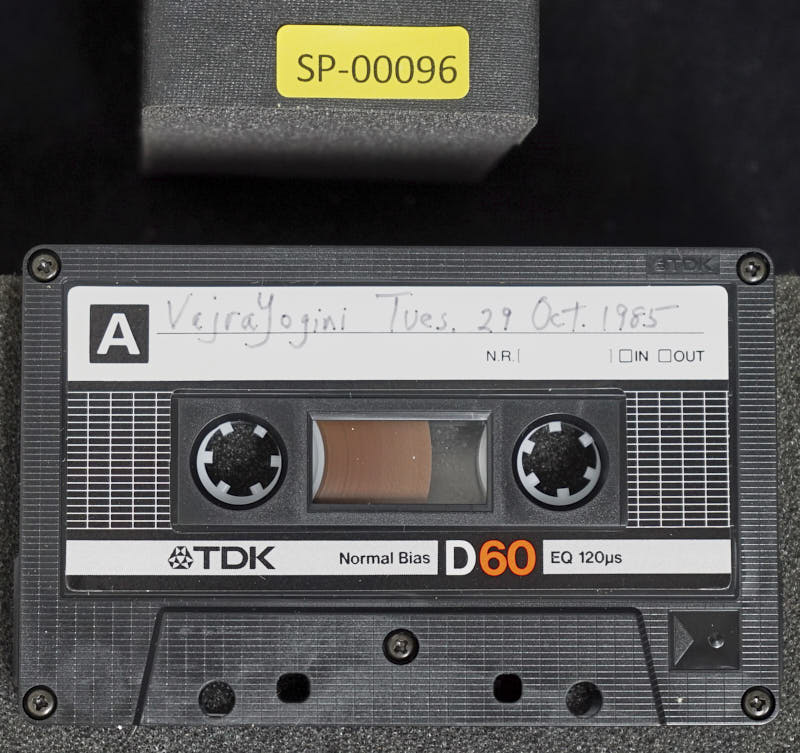 SP-00096
TDK
A VajraYogini Tues. 29 Oct. 1985
N.R.[ ] □IN □OUT
TDK Normal Bias D60 EQ 120µs